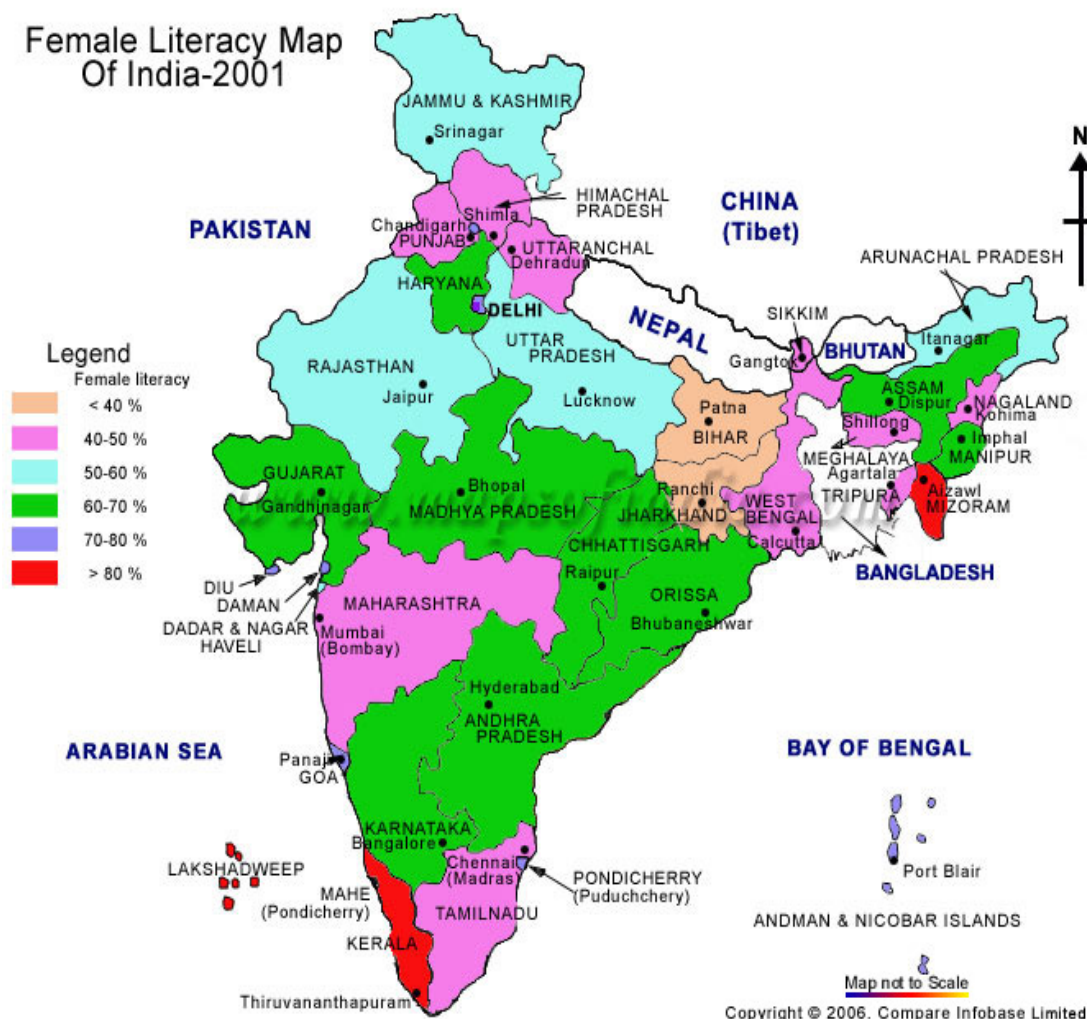 Female Literacy Map
Of India-2001
JAMMU & KASHMIR
Srinagar
N
HIMACHAL
PRADESH
CHINA
(Tibet)
PAKISTAN
Chandigarh
Shimla
PUNJAB
UTTARANCHAL
Dehradun
ARUNACHAL PRADESH
HARYANA
DELHI
NEPAL
SIKKIM
Gangtok
BHUTAN
Itanagar
UTTAR
PRADESH
Lucknow
RAJASTHAN
Jaipur
Legend
Female literacy
< 40 %
40-50 %
50-60 %
60-70 %
70-80 %
> 80 %
Patna
BIHAR
ASSAM
Dispur
NAGALAND
Kohima
Shillong
Imphal
MANIPUR
MEGHALAYA
Agartala
TRIPURA
Aizawl
MIZORAM
GUJARAT
Gandhinagar
Bhopal
MADHYA PRADESH
Ranchi
JHARKHAND
WEST
BENGAL
Calcutta
BANGLADESH
CHHATTISGARH
Raipur
ORISSA
Bhubaneshwar
DIU
DAMAN
DADAR & NAGAR
HAVELI
MAHARASHTRA
Mumbai
(Bombay)
Hyderabad
ANDHRA
PRADESH
ARABIAN SEA
BAY OF BENGAL
Panaji
GOA
KARNATAKA
Bangalore
Chennai
(Madras)
PONDICHERRY
(Puduchchery)
LAKSHADWEEP
MAHE
(Pondicherry)
TAMILNADU
KERALA
Thiruvananthapuram
Port Blair
ANDMAN & NICOBAR ISLANDS
Map not to Scale
Copyright © 2006, Compare Infobase Limited